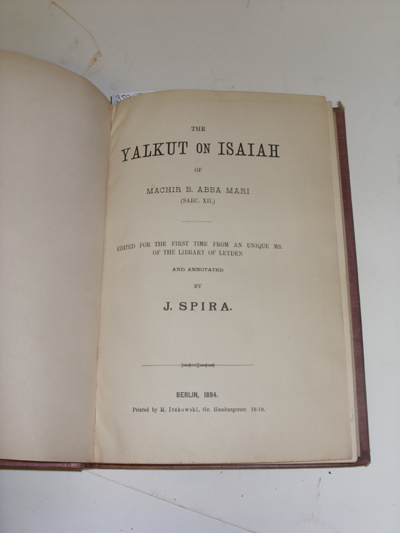 THE
YALKUT ON ISAIAH
OF
MACHIR B. ABBA MARI
(SAEC. XII.)
EDITED FOR THE FIRST TIME FROM AN UNIQUE MS.
OF THE LIBRARY OF LEYDEN
AND ANNOTATED
BY
J. SPIRA.
BERLIN, 1894.
Printed by M. Itzkowski, Gr. Hamburgerstr. 18-19.